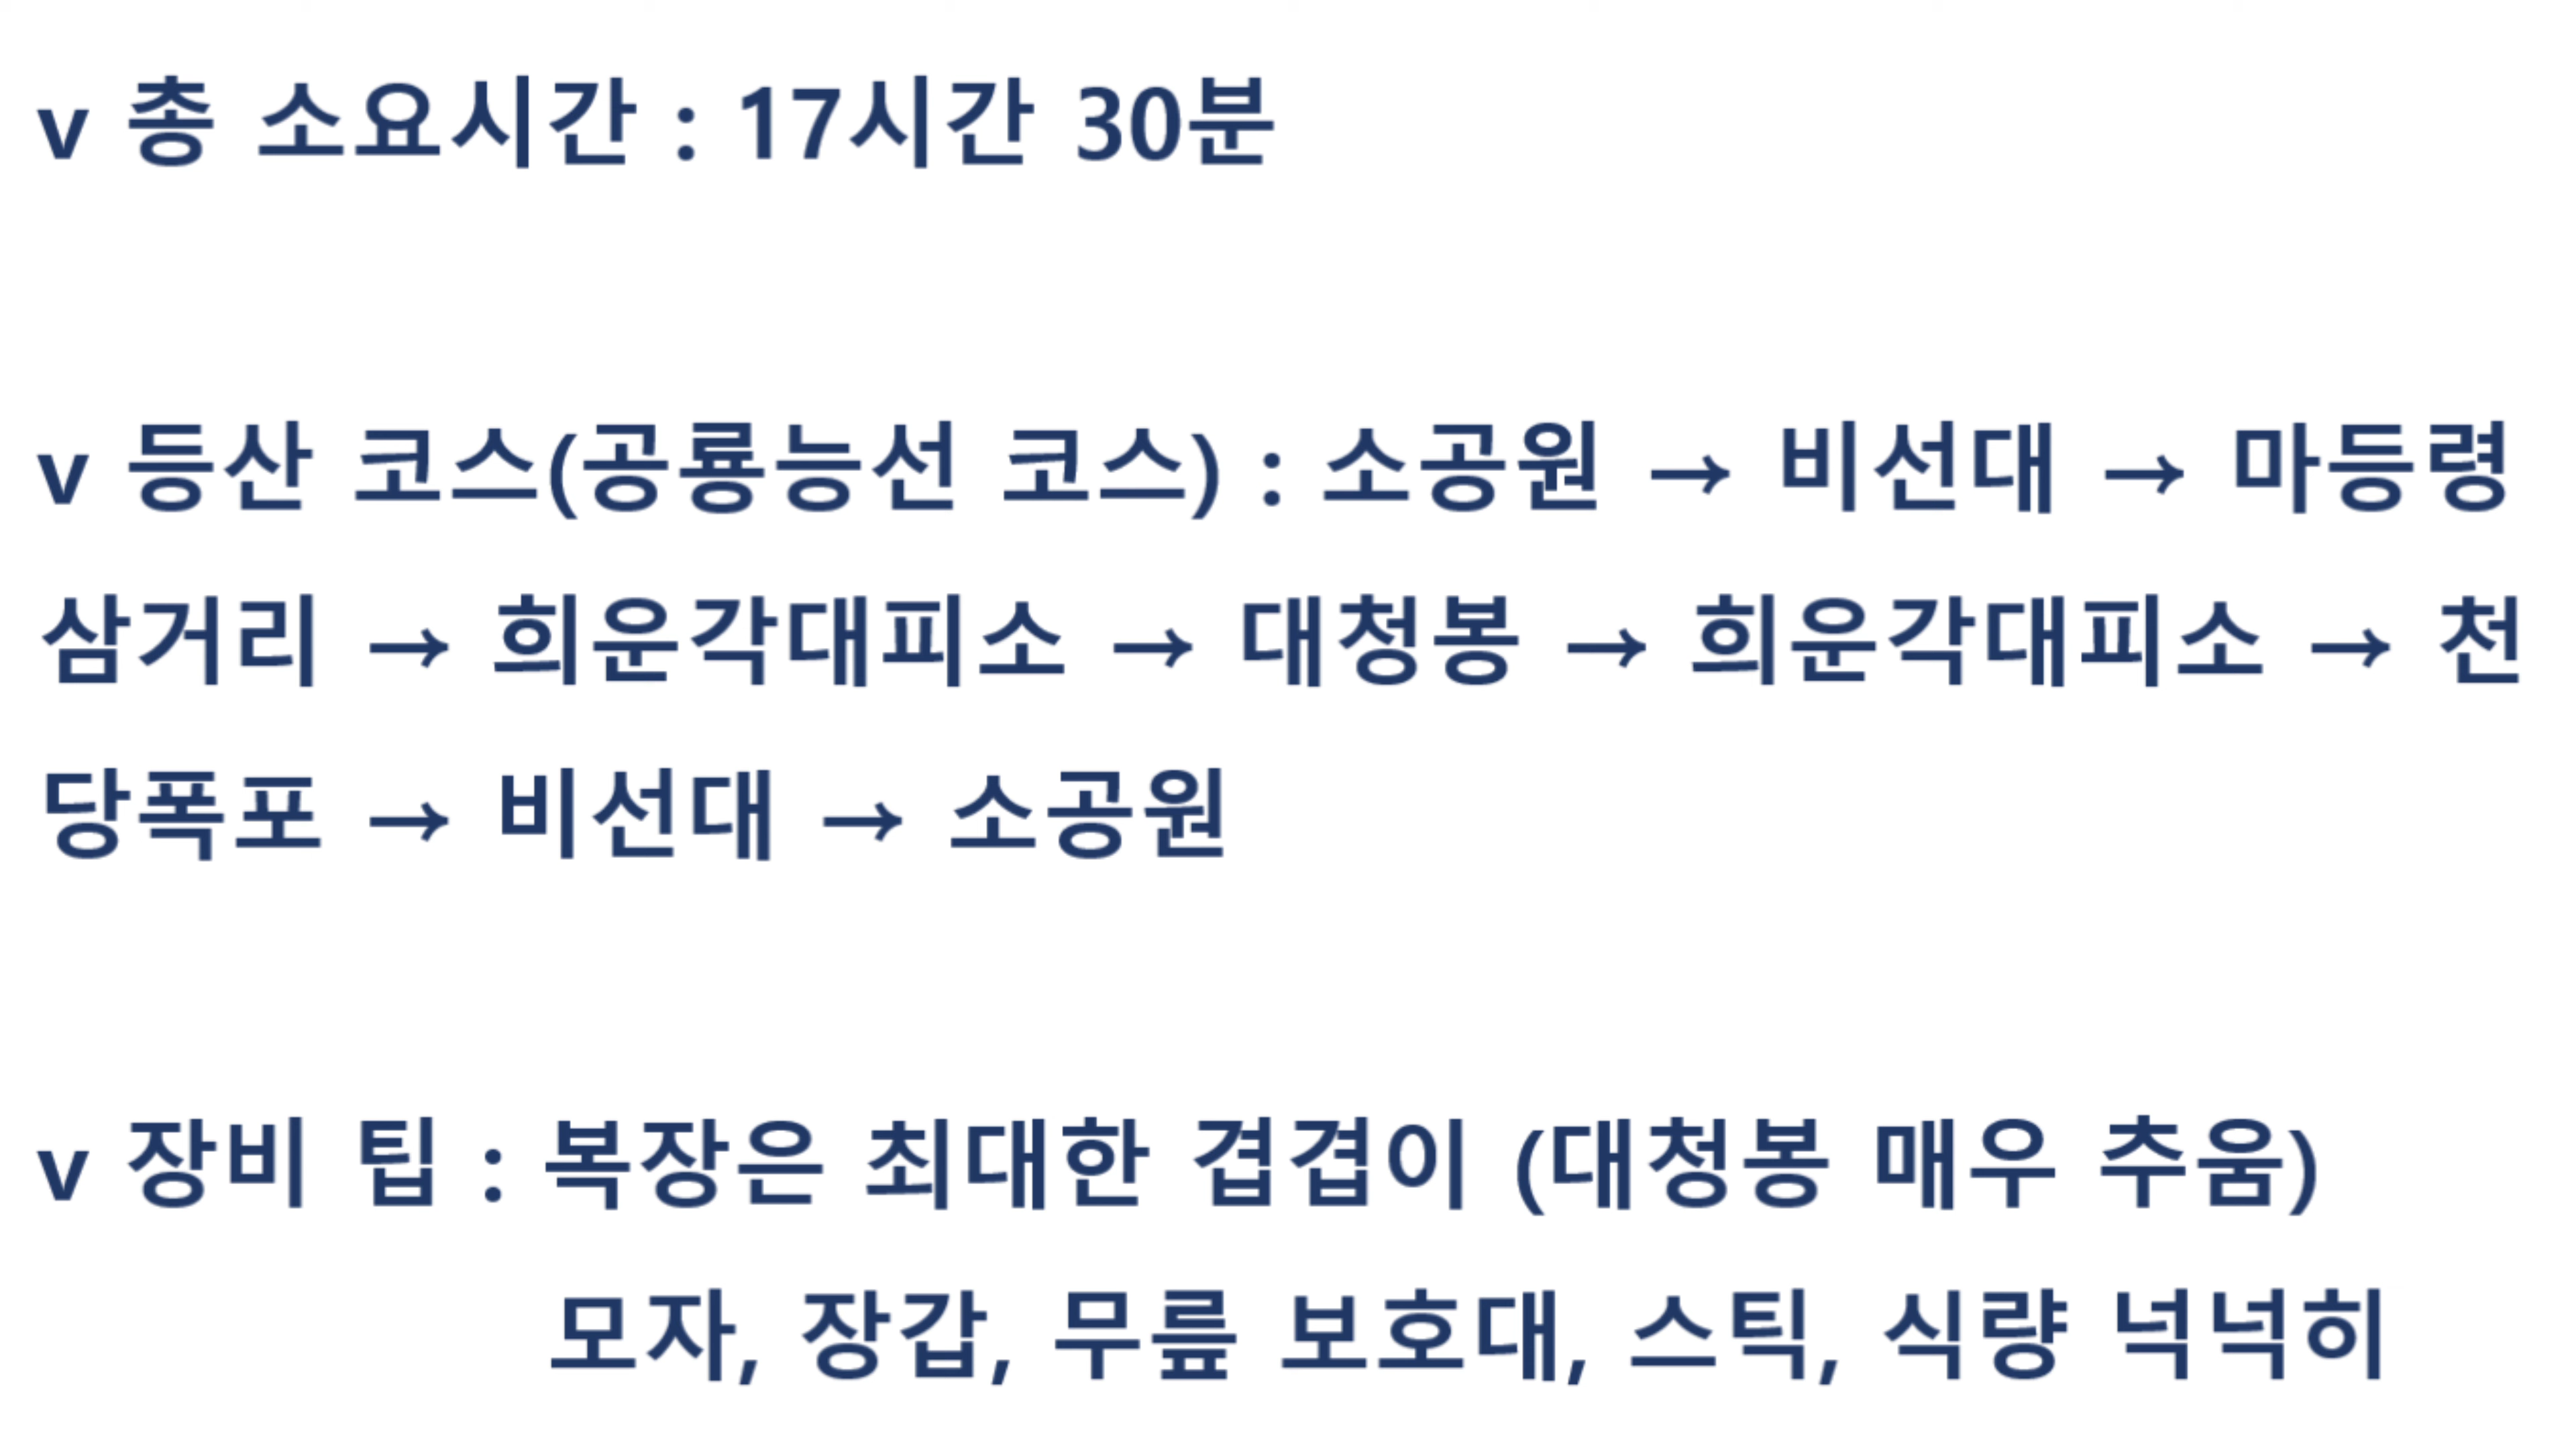 v 총 소요시간 : 17시간 30분
v 등산 코스(공룡능선 코스) : 소공원 → 비선대 → 마등령
삼거리 → 희운각대피소 → 대청봉 → 희운각대피소 → 천
당폭포 → 비선대 → 소공원
v 장비 팁 : 복장은 최대한 겹겹이 (대청봉 매우 추움)
모자, 장갑, 무릎 보호대, 스틱, 식량 넉넉히